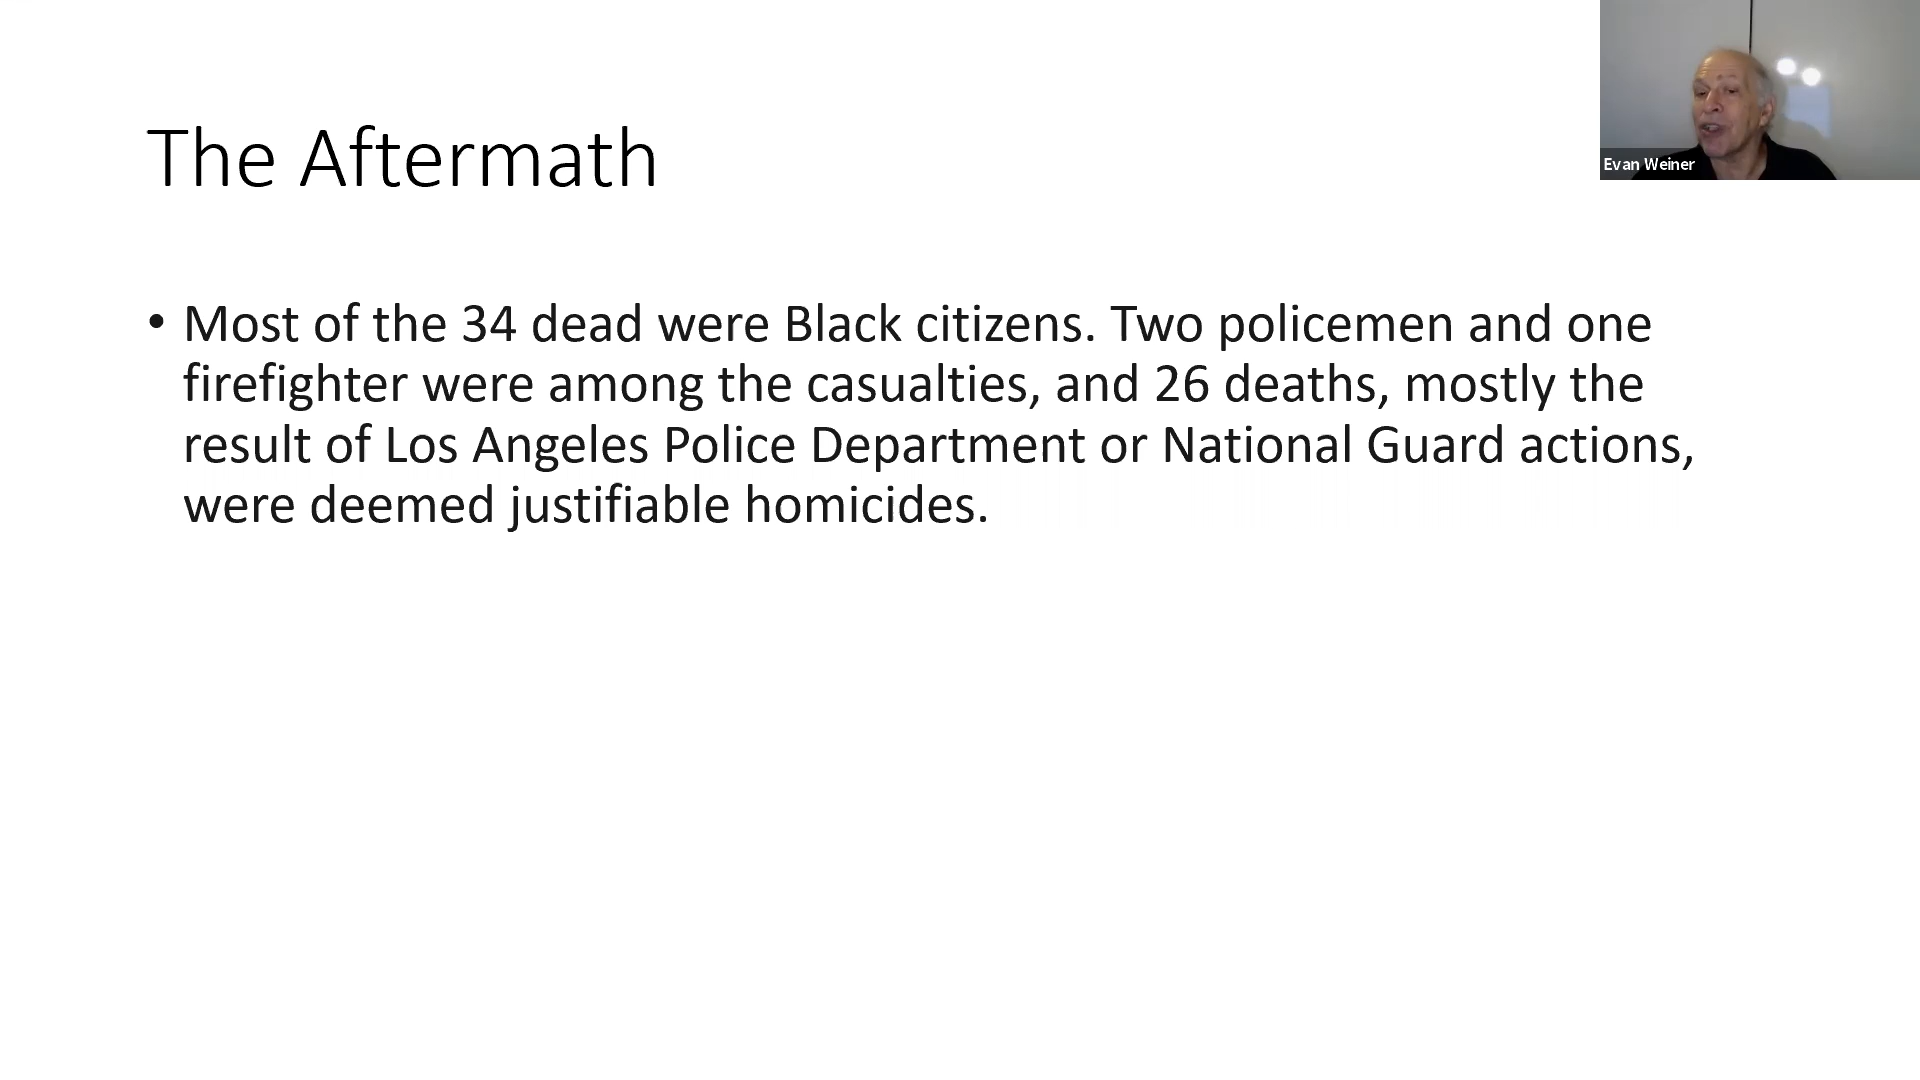 Evan Weiner
The Aftermath
• Most of the 34 dead were Black citizens. Two policemen and one
firefighter were among the casualties, and 26 deaths, mostly the
result of Los Angeles Police Department or National Guard actions,
were deemed justifiable homicides.